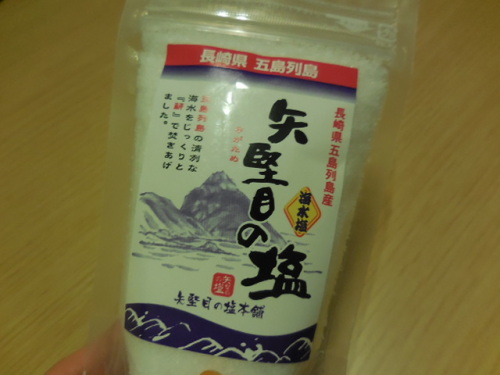 長崎県 五島列島
長崎県五島列島産
海水塩
矢堅目の塩
やがため
五島列島の清冽な
海水をじっくりと
『薪』で焚きあげ
ました。
矢堅目の塩本舗